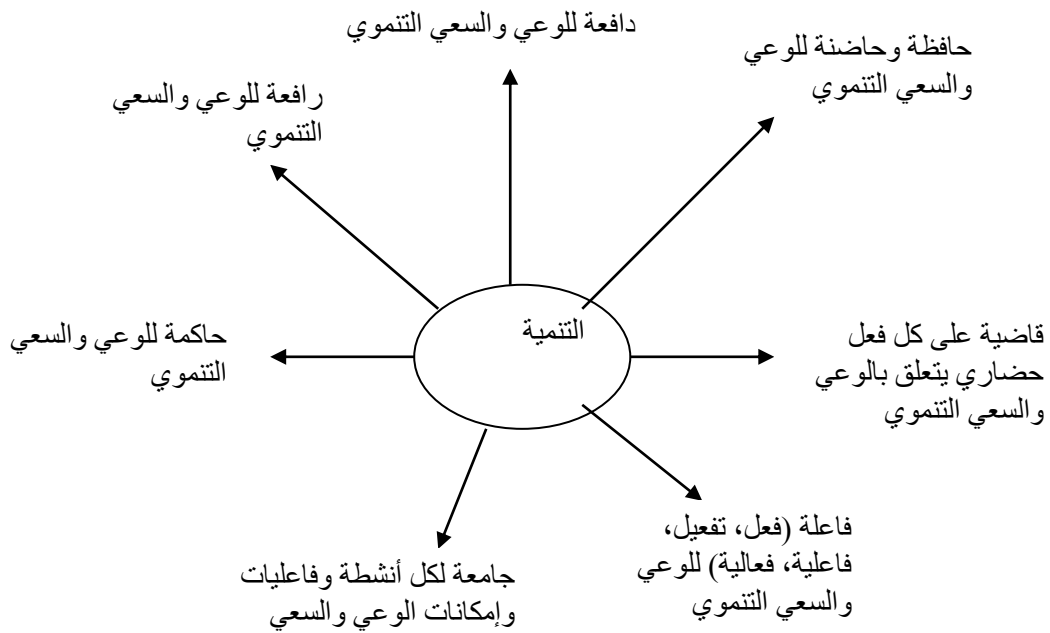 دافعة للوعي والسعي التنموي
حافظة وحاضنة للوعي
والسعي التنموي
رافعة للوعي والسعي
التنموي
التنمية
قاضية على كل فعل
حضاري يتعلق بالوعي
والسعي التنموي
حاكمة للوعي والسعي
التنموي
فاعلة (فعل، تفعيل،
فاعلية، فعالية) للوعي
والسعي التنموي
جامعة لكل أنشطة وفاعليات
وإمكانات الوعي والسعي